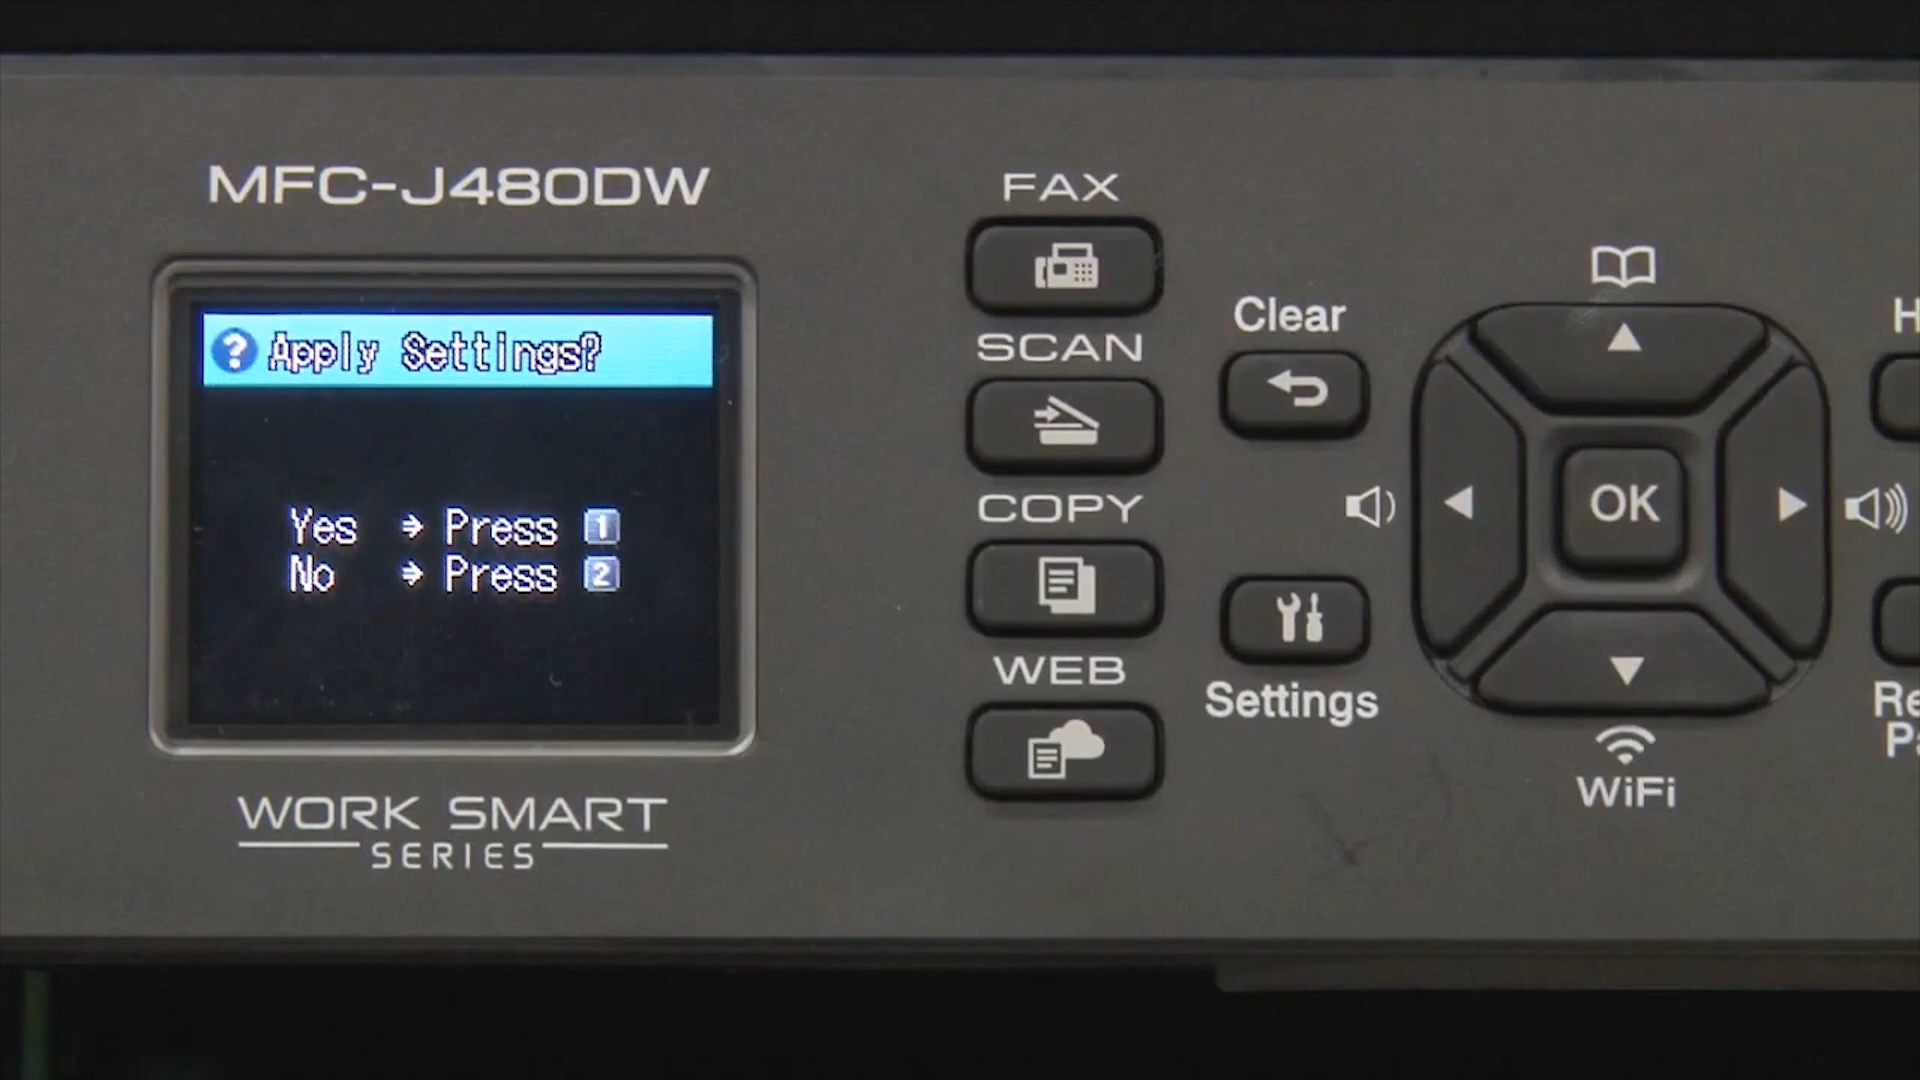 MFC-J480DW
? Apply Settings?
Yes → Press 1
No → Press 2
WORK SMART
SERIES
FAX
SCAN
COPY
WEB
Clear
Settings
OK
WiFi